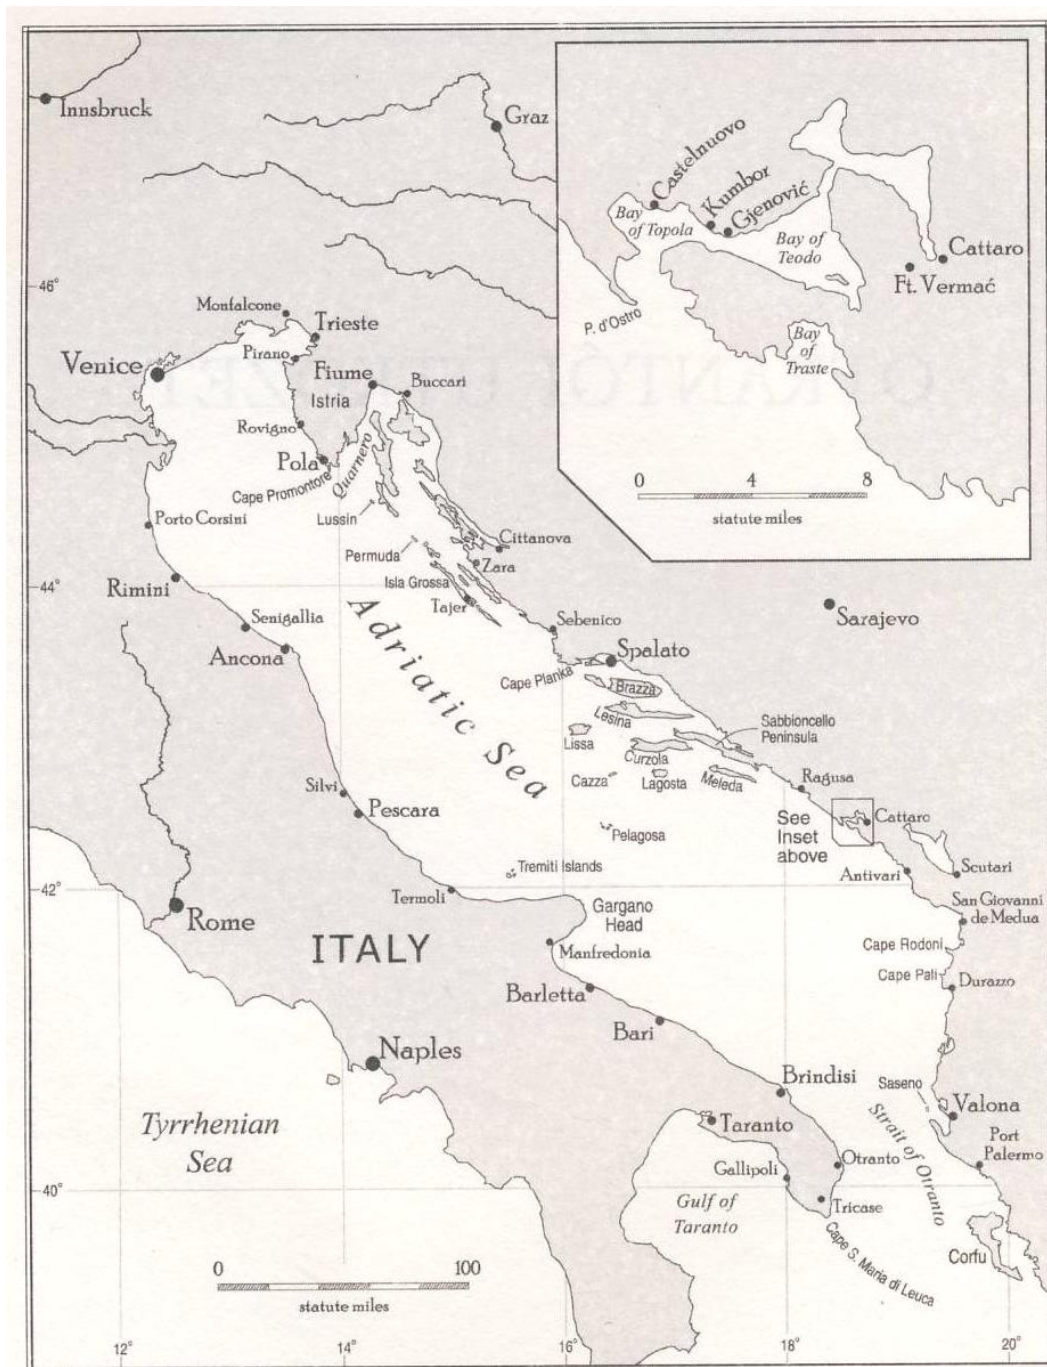 Innsbruck
Graz
Castelnuovo
Kumbor
Gjenović
Bay
of Topola
Bay of
Teodo
Cattaro
Ft. Vermać
P. d'Ostro
Bay
of
Traste
0 4 8
statute miles
46°
Monfalcone
Trieste
Venice
Pirano
Fiume
Buccari
Istria
Rovigno
Pola
Quarnero
Cape Promontore
Lussin
Porto Corsini
Cittanova
Permuda
Zara
44°
Isla Grossa
Rimini
Tajer
Adriatic Sea
Senigallia
Sebenico
Sarajevo
Ancona
Spalato
Cape Planka
Brazza
Lesina
Sabbioncello
Peninsula
Lissa
Curzola
Cazza
Lagosta
Meleda
Ragusa
Silvi
Pescara
See
Inset
above
Cattaro
Pelagosa
Tremiti Islands
Antivari
Scutari
42°
Termoli
San Giovanni
de Medua
Rome
Gargano
Head
ITALY
Manfredonia
Cape Rodoni
Cape Pali
Durazzo
Barletta
Bari
Naples
Brindisi
Saseno
Valona
Tyrrhenian
Sea
Taranto
Strait of Otranto
Port
Palermo
Gallipoli
Otranto
40°
Gulf of
Taranto
Tricase
Cape S. Maria di Leuca
Corfu
0 100
statute miles
12° 14° 16° 18° 20°